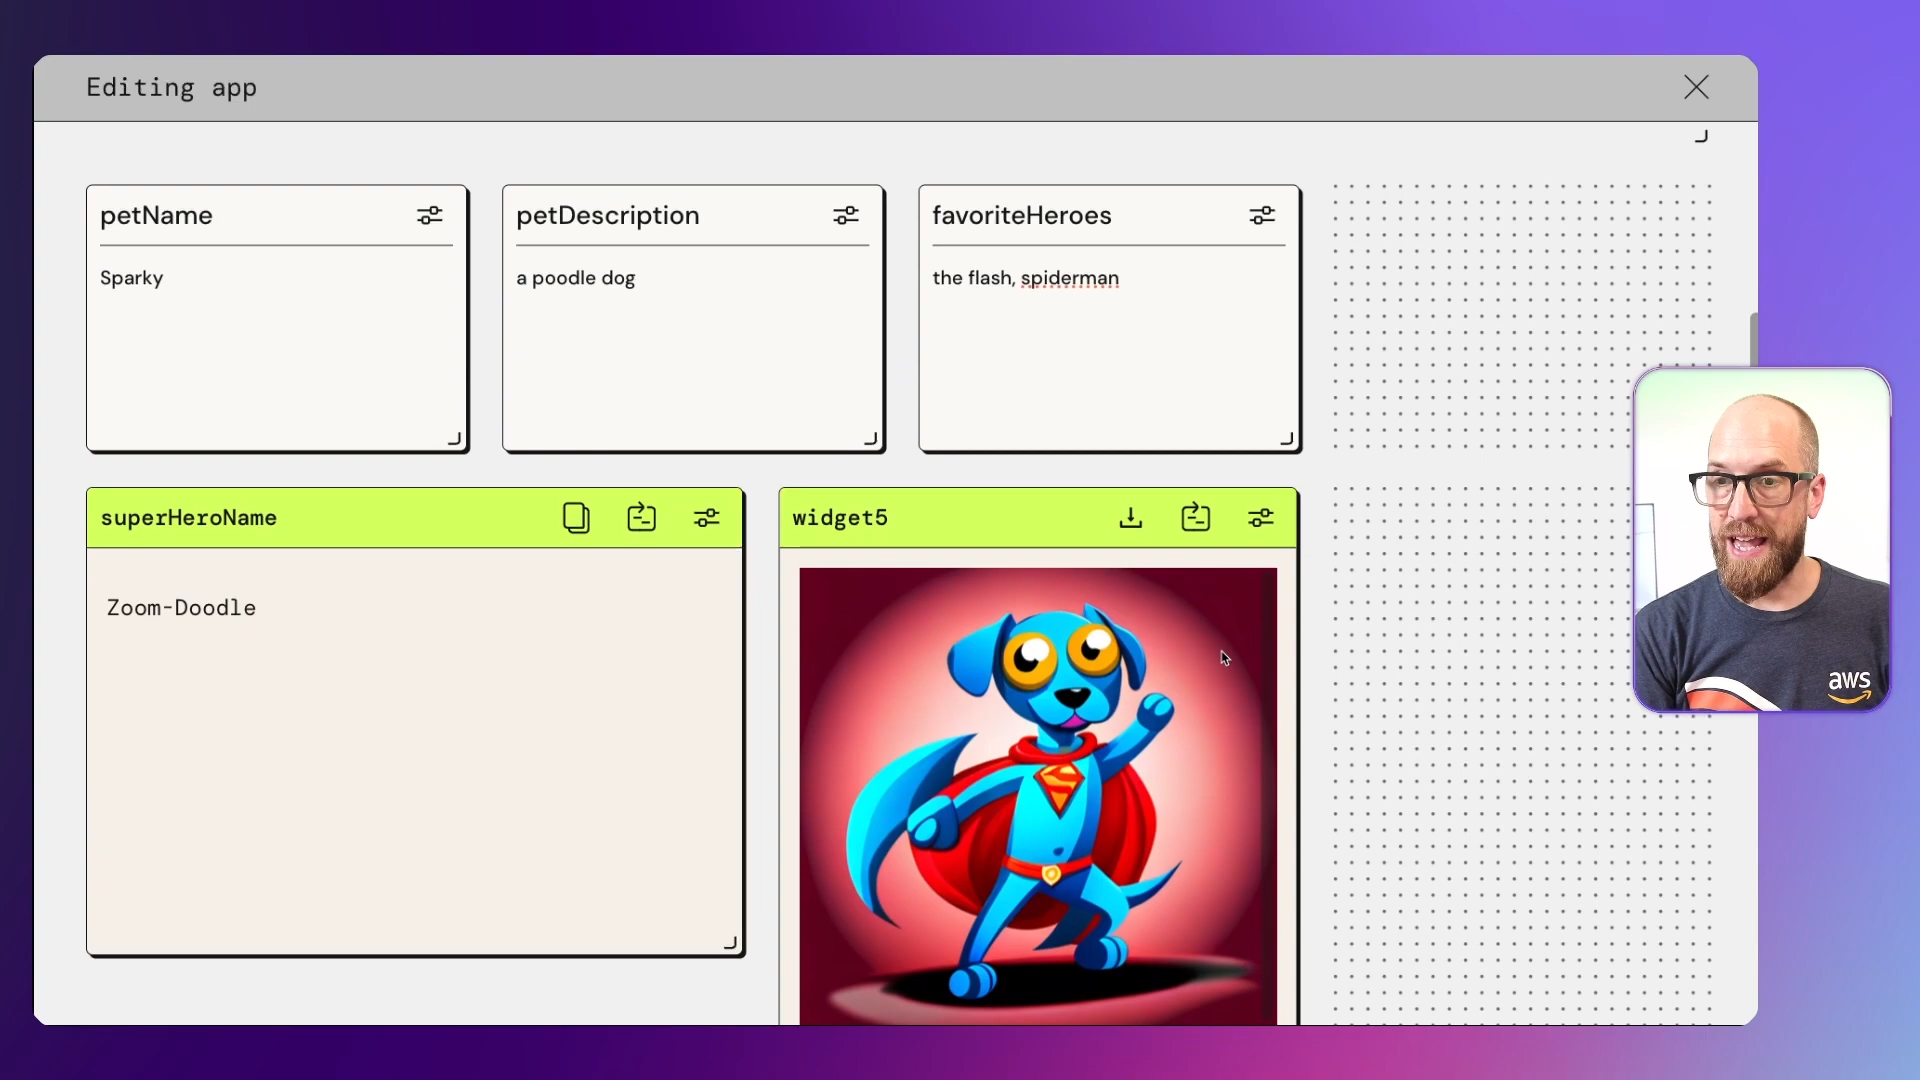 Editing app
petName
petDescription
favoriteHeroes
Sparky
a poodle dog
the flash, spiderman
superHeroName
widget5
Zoom-Doodle
S
aws